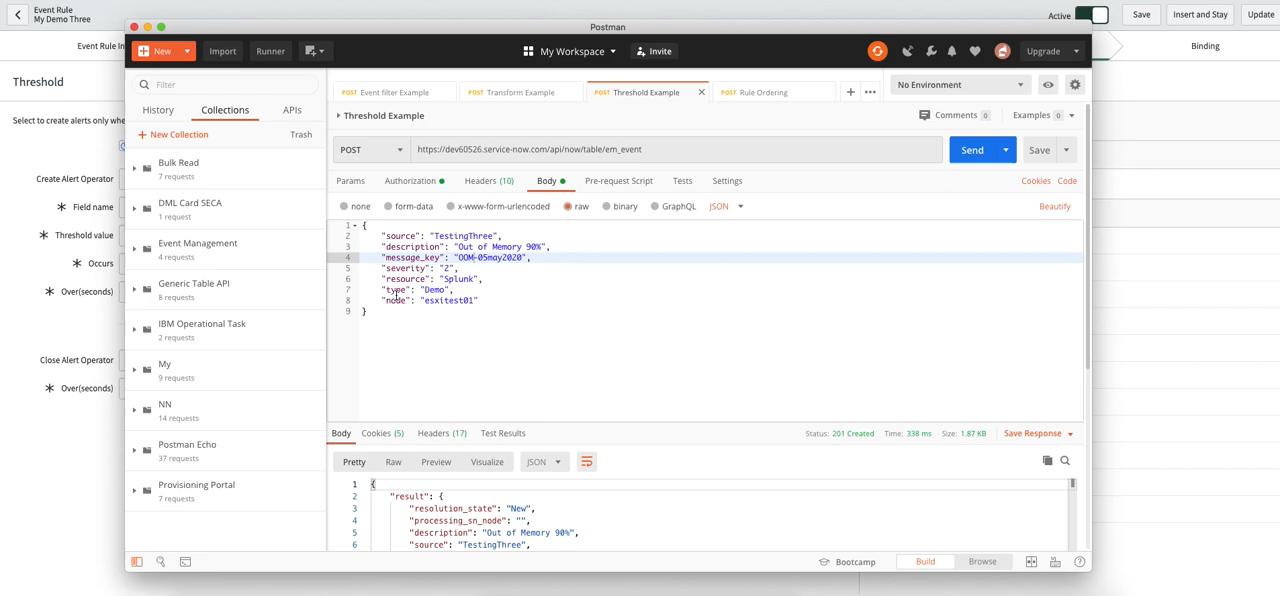 Event Rule
My Demo Three
Active
Save
Insert and Stay
Update
Postman
New
Import
Runner
My Workspace
Invite
Upgrade
Event Rule In
Binding
Threshold
Select to create alerts only whe
Create Alert Operator
Field name
Threshold value
Occurs
Over(seconds)
Close Alert Operator
Over(seconds)
Filter
History
Collections
APIs
+ New Collection
Trash
Bulk Read
7 requests
DML Card SECA
1 request
Event Management
4 requests
Generic Table API
8 requests
IBM Operational Task
2 requests
My
9 requests
NN
14 requests
Postman Echo
37 requests
Provisioning Portal
7 requests
POST Event filter Example
POST Transform Example
POST Threshold Example
POST Rule Ordering
No Environment
Threshold Example
Comments 0
Examples 0
POST
https://dev60526.service-now.com/api/now/table/em_event
Send
Save
Params
Authorization
Headers (10)
Body
Pre-request Script
Tests
Settings
Cookies
Code
none
form-data
x-www-form-urlencoded
raw
binary
GraphQL
JSON
Beautify
1 {
2 "source": "TestingThree",
3 "description": "Out of Memory 90%",
4 "message_key": "OOM-05may2020",
5 "severity": "2",
6 "resource": "Splunk",
7 "type": "Demo",
8 "node": "esxitest01"
9 }
Body
Cookies (5)
Headers (17)
Test Results
Status: 201 Created
Time: 338 ms
Size: 1.87 KB
Save Response
Pretty
Raw
Preview
Visualize
JSON
1 {
2 "result": {
3 "resolution_state": "New",
4 "processing_sn_node": "",
5 "description": "Out of Memory 90%",
6 "source": "TestingThree",
Bootcamp
Build
Browse